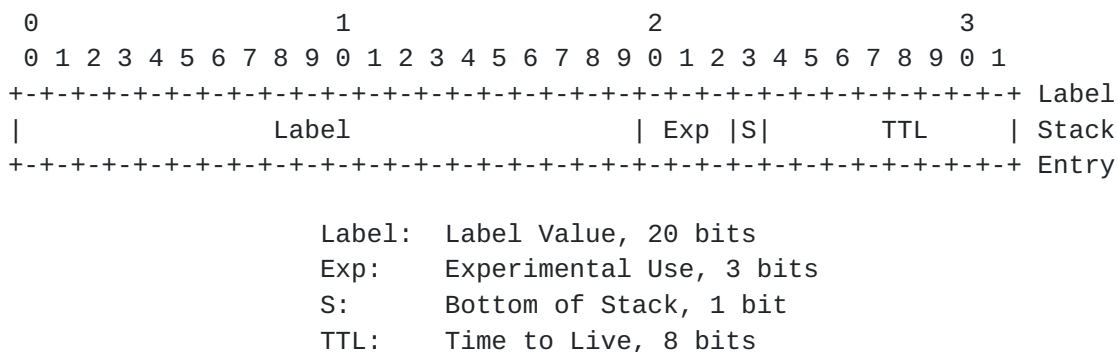 0                   1                   2                   3
 0 1 2 3 4 5 6 7 8 9 0 1 2 3 4 5 6 7 8 9 0 1 2 3 4 5 6 7 8 9 0 1
+-+-+-+-+-+-+-+-+-+-+-+-+-+-+-+-+-+-+-+-+-+-+-+-+-+-+-+-+-+-+-+-+ Label
|                Label                  | Exp |S|       TTL     | Stack
+-+-+-+-+-+-+-+-+-+-+-+-+-+-+-+-+-+-+-+-+-+-+-+-+-+-+-+-+-+-+-+-+ Entry
                    Label:  Label Value, 20 bits
                    Exp:    Experimental Use, 3 bits
                    S:      Bottom of Stack, 1 bit
                    TTL:    Time to Live, 8 bits